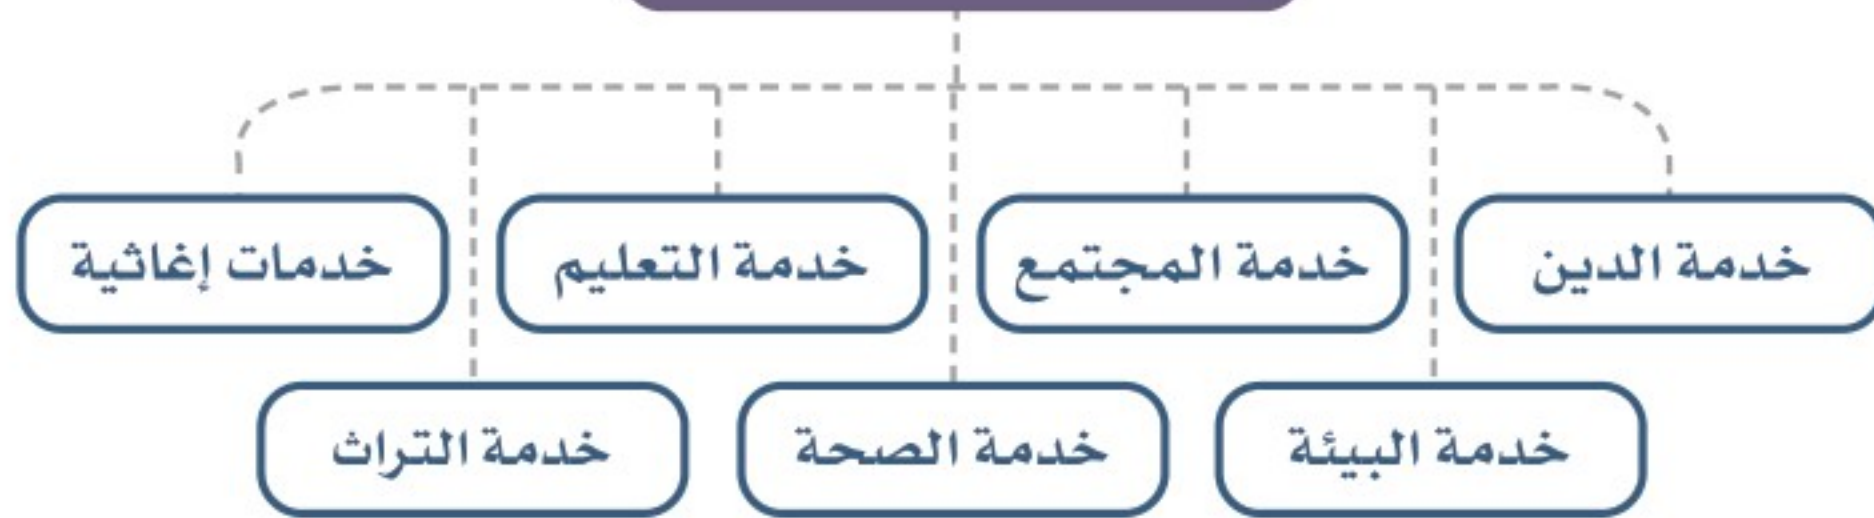 خدمة الدين
خدمة المجتمع
خدمة التعليم
خدمات إغاثية
خدمة البيئة
خدمة الصحة
خدمة التراث